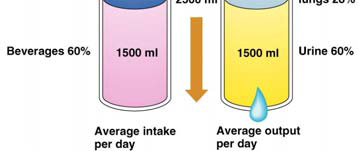 2500 ml
lungs 28%
Beverages 60%
1500 ml
1500 ml
Urine 60%
Average intake
per day
Average output
per day